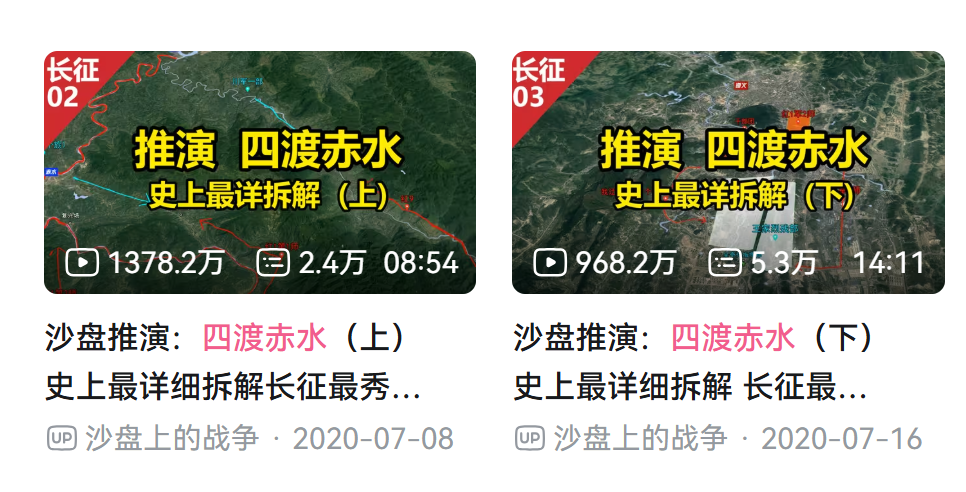 长征
02
推演 四渡赤水
史上最详拆解（上）
1378.2万 2.4万 08:54
沙盘推演：四渡赤水（上）
史上最详细拆解长征最秀...
UP 沙盘上的战争 · 2020-07-08
长征
03
推演 四渡赤水
史上最详拆解（下）
968.2万 5.3万 14:11
沙盘推演：四渡赤水（下）
史上最详细拆解 长征最...
UP 沙盘上的战争 · 2020-07-16